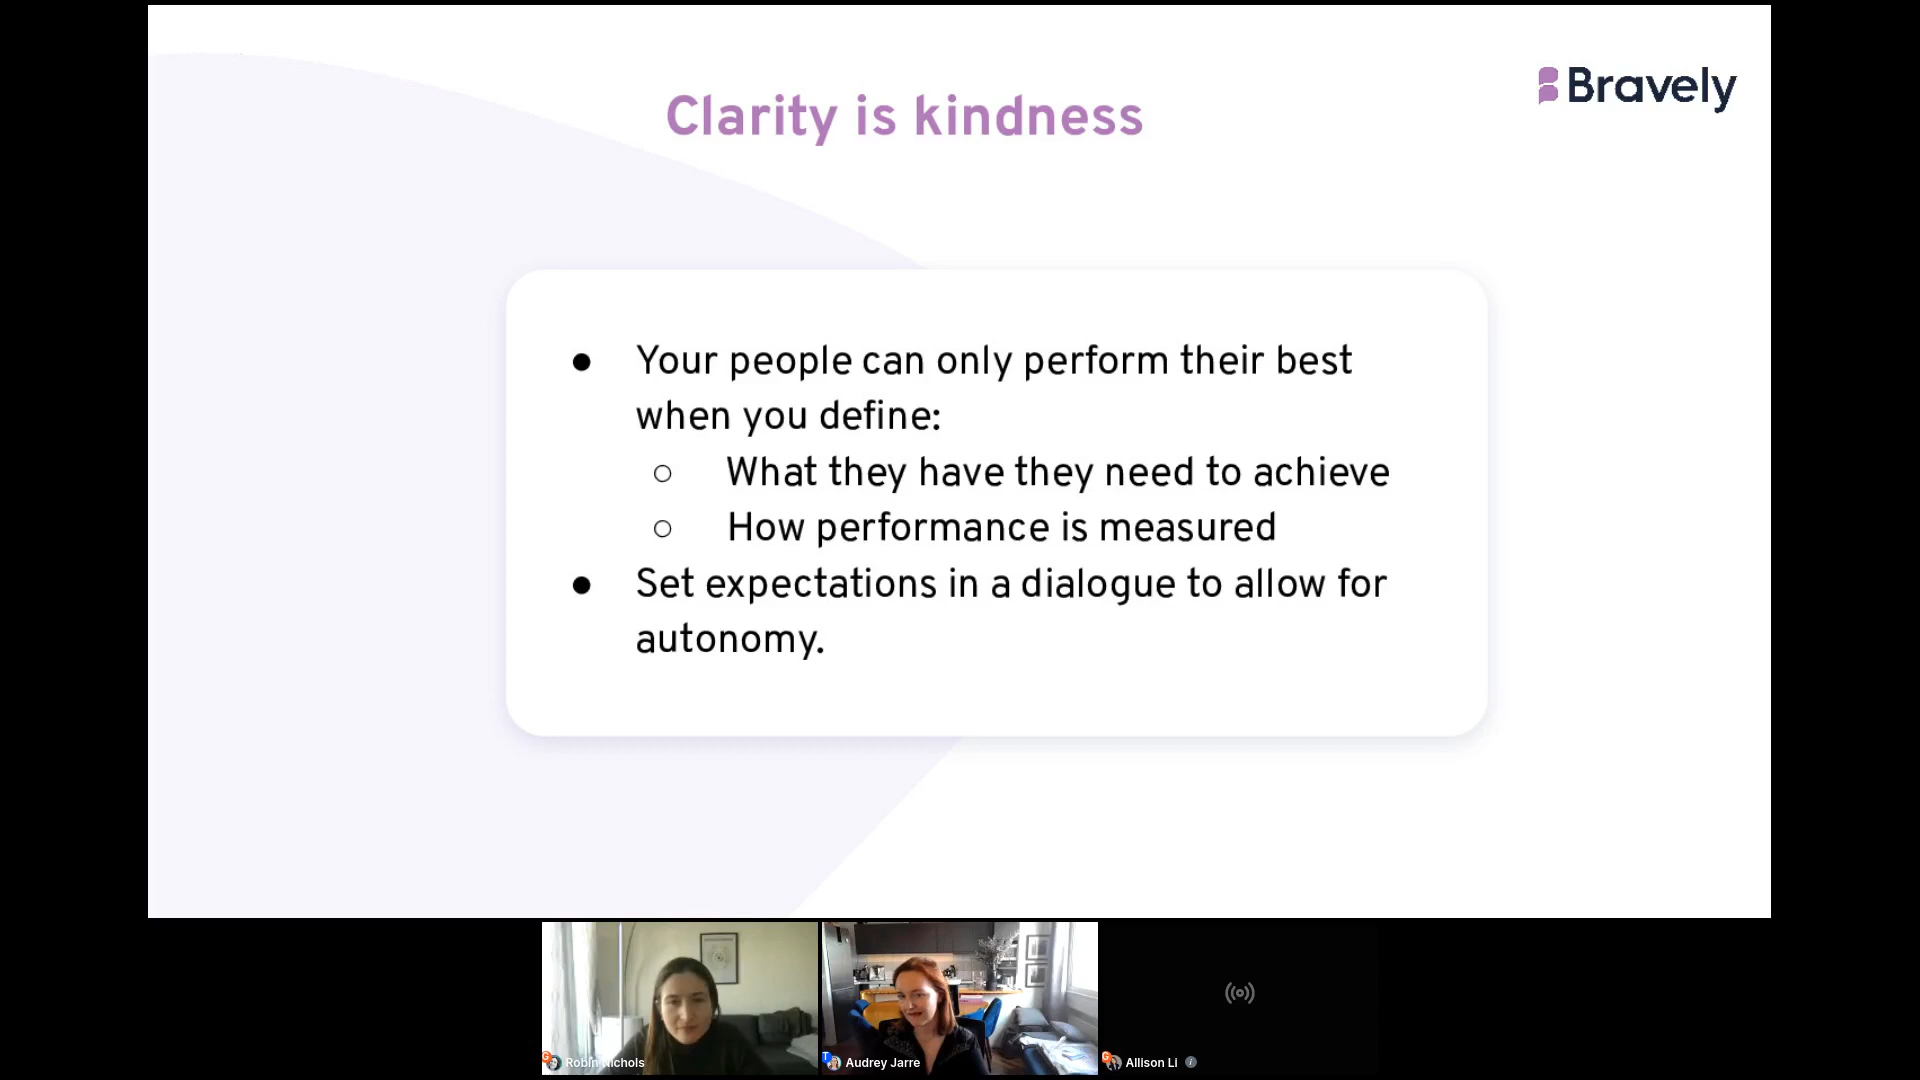 Clarity is kindness
Bravely
● Your people can only perform their best
when you define:
○ What they have they need to achieve
○ How performance is measured
● Set expectations in a dialogue to allow for
autonomy.
Robin Nichols
Audrey Jarre
Allison Li